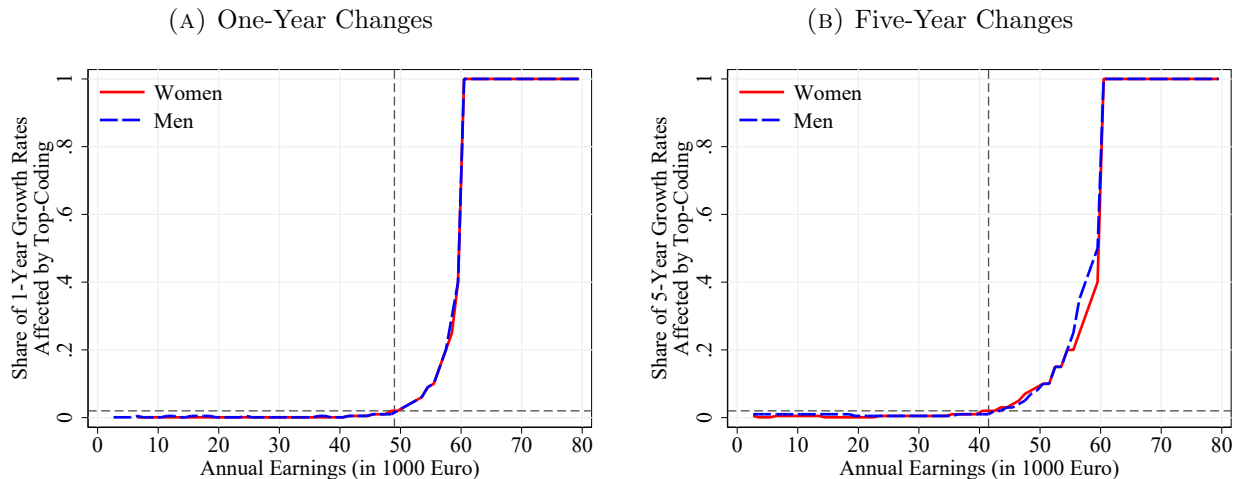 (A) One-Year Changes
Share of 1-Year Growth Rates
Affected by Top-Coding
1
.8
.6
.4
.2
0
Women
Men
0 10 20 30 40 50 60 70 80
Annual Earnings (in 1000 Euro)
(B) Five-Year Changes
Share of 5-Year Growth Rates
Affected by Top-Coding
1
.8
.6
.4
.2
0
Women
Men
0 10 20 30 40 50 60 70 80
Annual Earnings (in 1000 Euro)